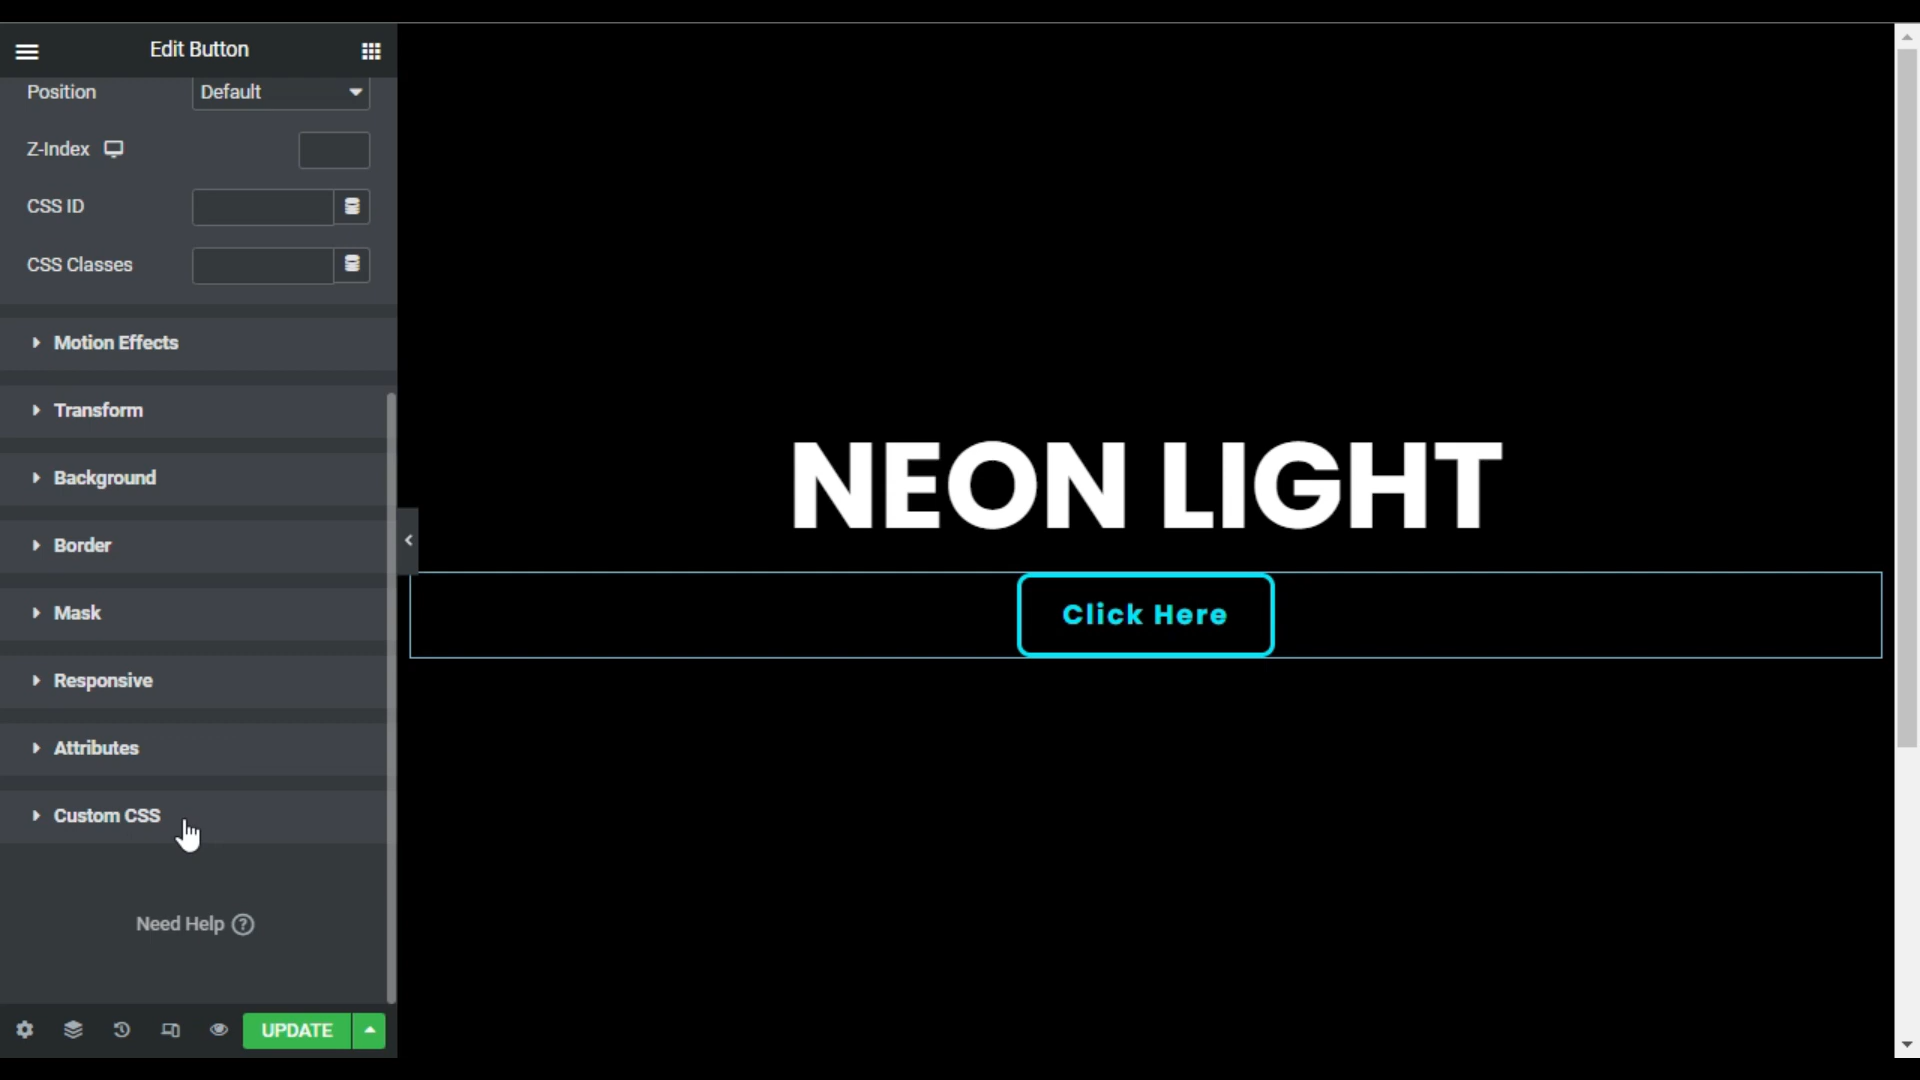 Edit Button
Position Default
Z-Index
CSS ID
CSS Classes
Motion Effects
Transform
Background
Border
Mask
Responsive
Attributes
Custom CSS
Need Help ?
UPDATE
NEON LIGHT
Click Here